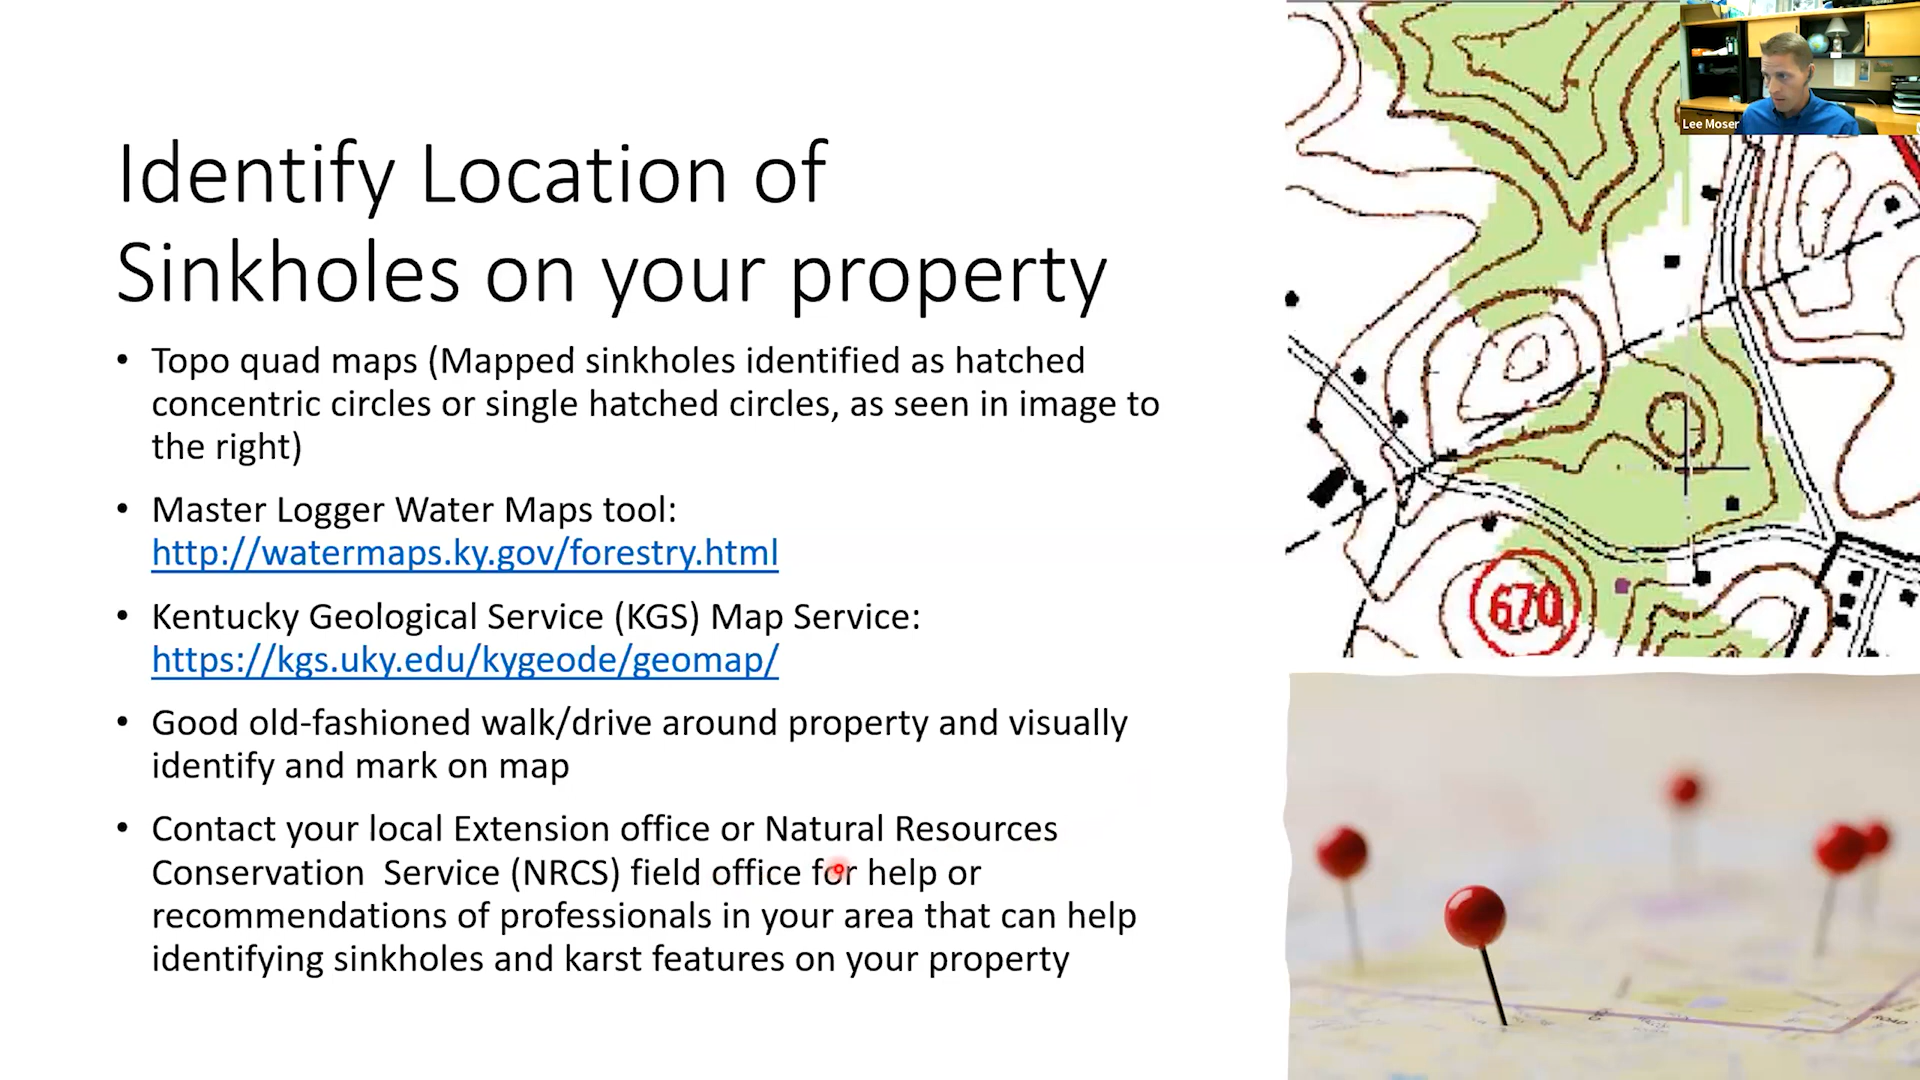 Lee Moser
Identify Location of
Sinkholes on your property
• Topo quad maps (Mapped sinkholes identified as hatched
concentric circles or single hatched circles, as seen in image to
the right)
• Master Logger Water Maps tool:
http://watermaps.ky.gov/forestry.html
• Kentucky Geological Service (KGS) Map Service:
https://kgs.uky.edu/kygeode/geomap/
• Good old-fashioned walk/drive around property and visually
identify and mark on map
• Contact your local Extension office or Natural Resources
Conservation  Service (NRCS) field office for help or
recommendations of professionals in your area that can help
identifying sinkholes and karst features on your property
670
ROAD